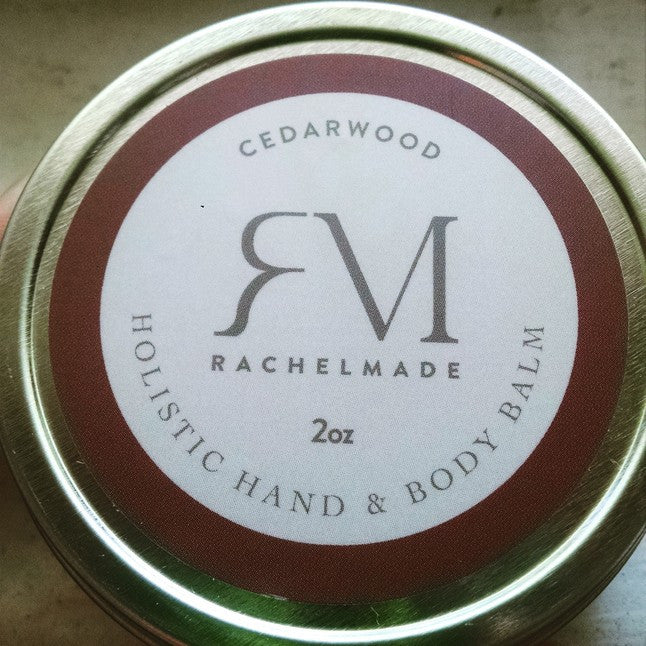 CEDARWOOD
RM
RACHELMADE
2oz
HOLISTIC HAND & BODY BALM